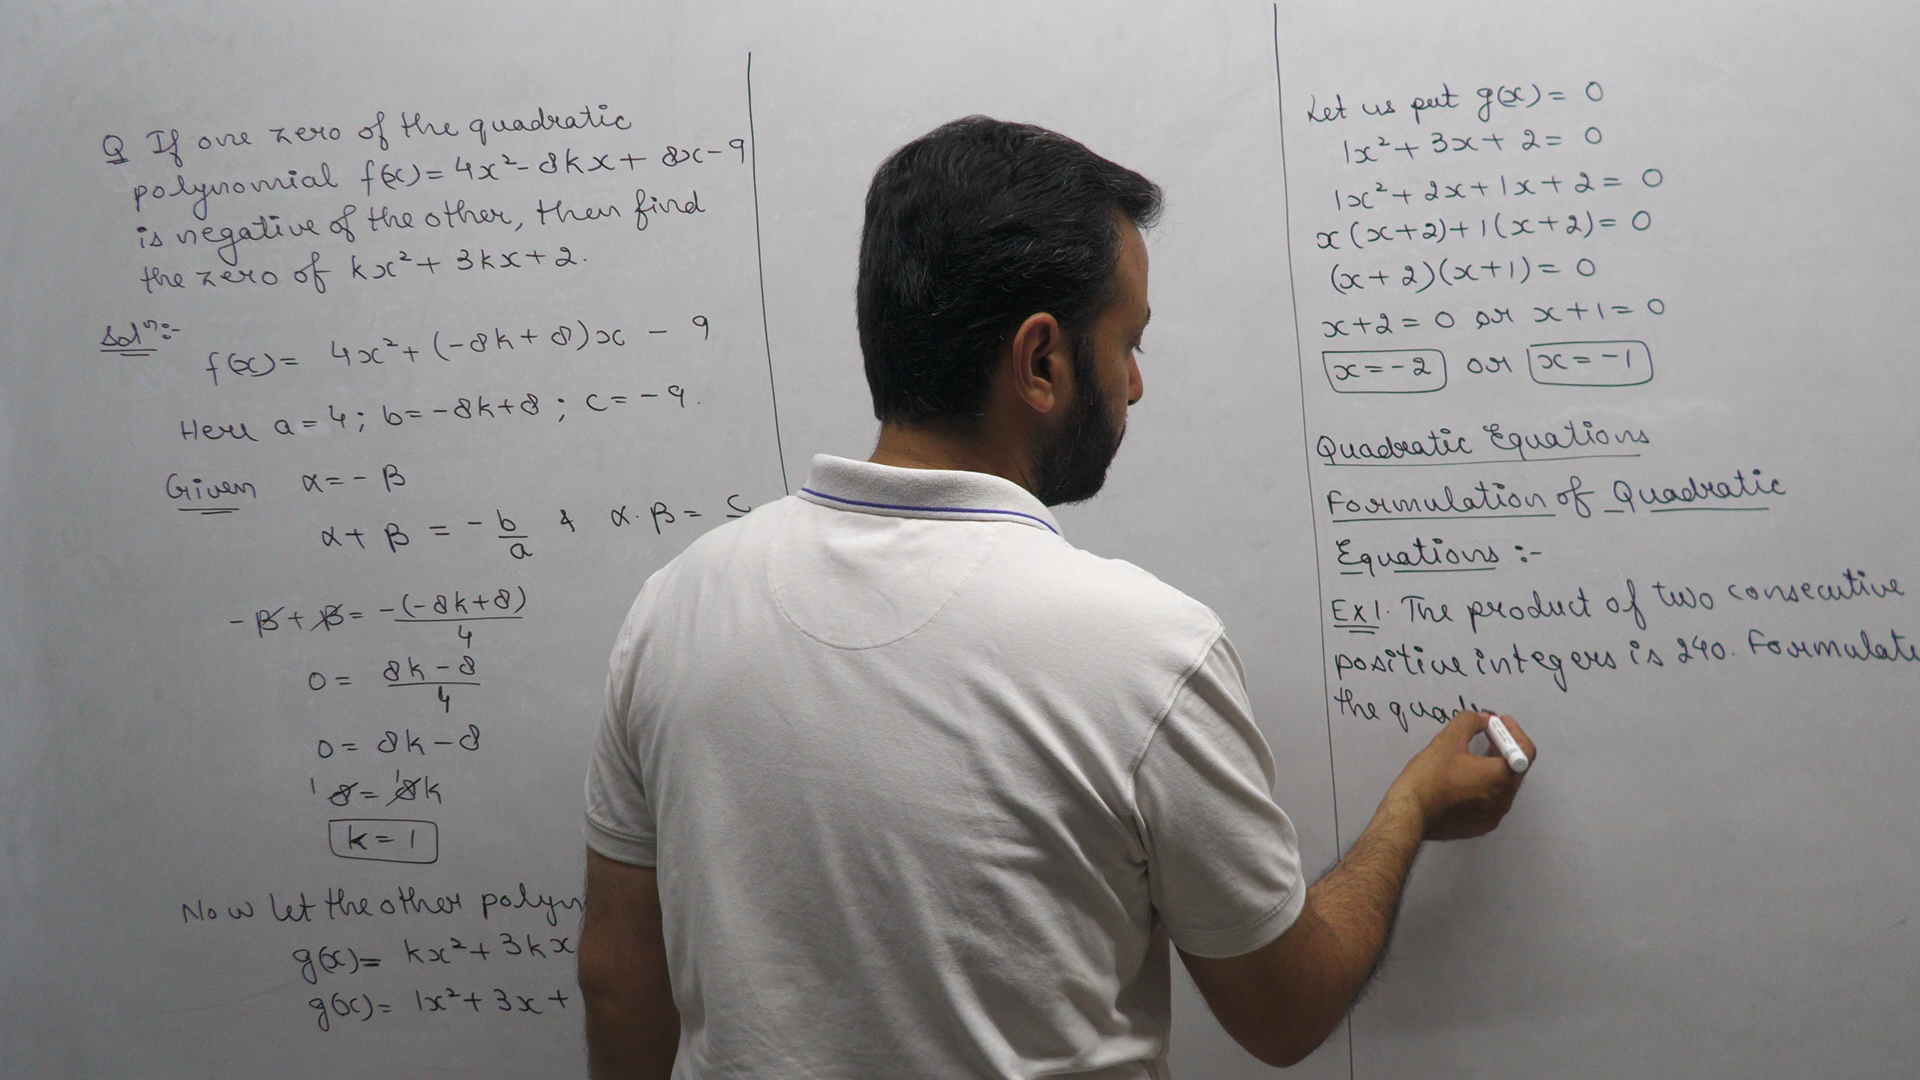 Q If one zero of the quadratic
polynomial f(x) = 4x² - 8kx + 8x - 9
is negative of the other, then find
the zero of kx² + 3kx + 2.
Solⁿ:-
f(x) = 4x² + (-8k + 8)x - 9
Here a = 4; b = -8k+8; c = -9.
Given α = - β
α + β = - b/a & α · β = c
-β + β = -(-8k+8)/4
0 = 8k - 8/4
0 = 8k - 8
1 8 = 1 8k
k = 1
Now let the other
g(x) = kx² + 3kx
g(x) = 1x² + 3x +
Let us put g(x) = 0
1x² + 3x + 2 = 0
1x² + 2x + 1x + 2 = 0
x(x+2) + 1(x+2) = 0
(x+2)(x+1) = 0
x+2 = 0 or x+1 = 0
x = -2 or x = -1
Quadratic Equations
Formulation of Quadratic
Equations :-
Ex 1. The product of two consecutive
positive integers is 240. Formulate
the